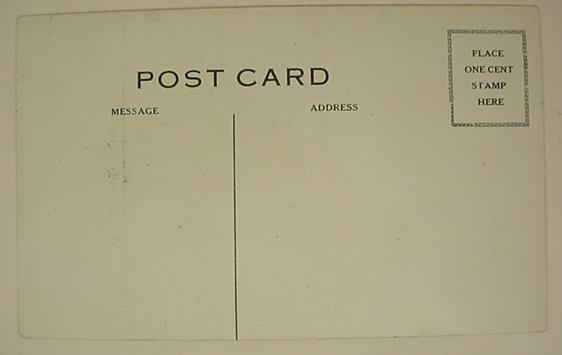 POST CARD
MESSAGE
ADDRESS
PLACE
ONE CENT
STAMP
HERE